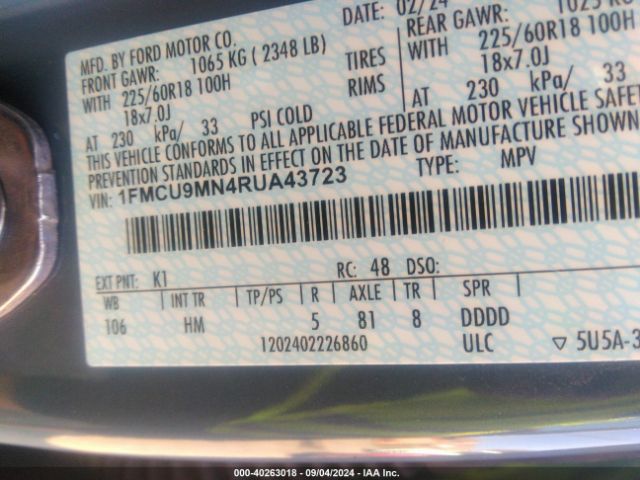 MFD. BY FORD MOTOR CO.
DATE: 02/24
FRONT GAWR: 1065 KG ( 2348 LB)
REAR GAWR: 1025 KG
WITH 225/60R18 100H TIRES
WITH 225/60R18 100H
18x7.0J RIMS
18x7.0J
AT 230 kPa/ 33 PSI COLD
AT 230 kPa/ 33
THIS VEHICLE CONFORMS TO ALL APPLICABLE FEDERAL MOTOR VEHICLE
PREVENTION STANDARDS IN EFFECT ON THE DATE OF MANUFACTURE SHOWN
VIN: 1FMCU9MN4RUA43723 TYPE: MPV
EXT PNT: K1 RC: 48 DSO:
WB INT TR TP/PS R AXLE TR SPR
106 HM 5 81 8 DDDD
1202402226860 ULC ▽ 5U5A-3
000-40263018 - 09/04/2024 - IAA Inc.